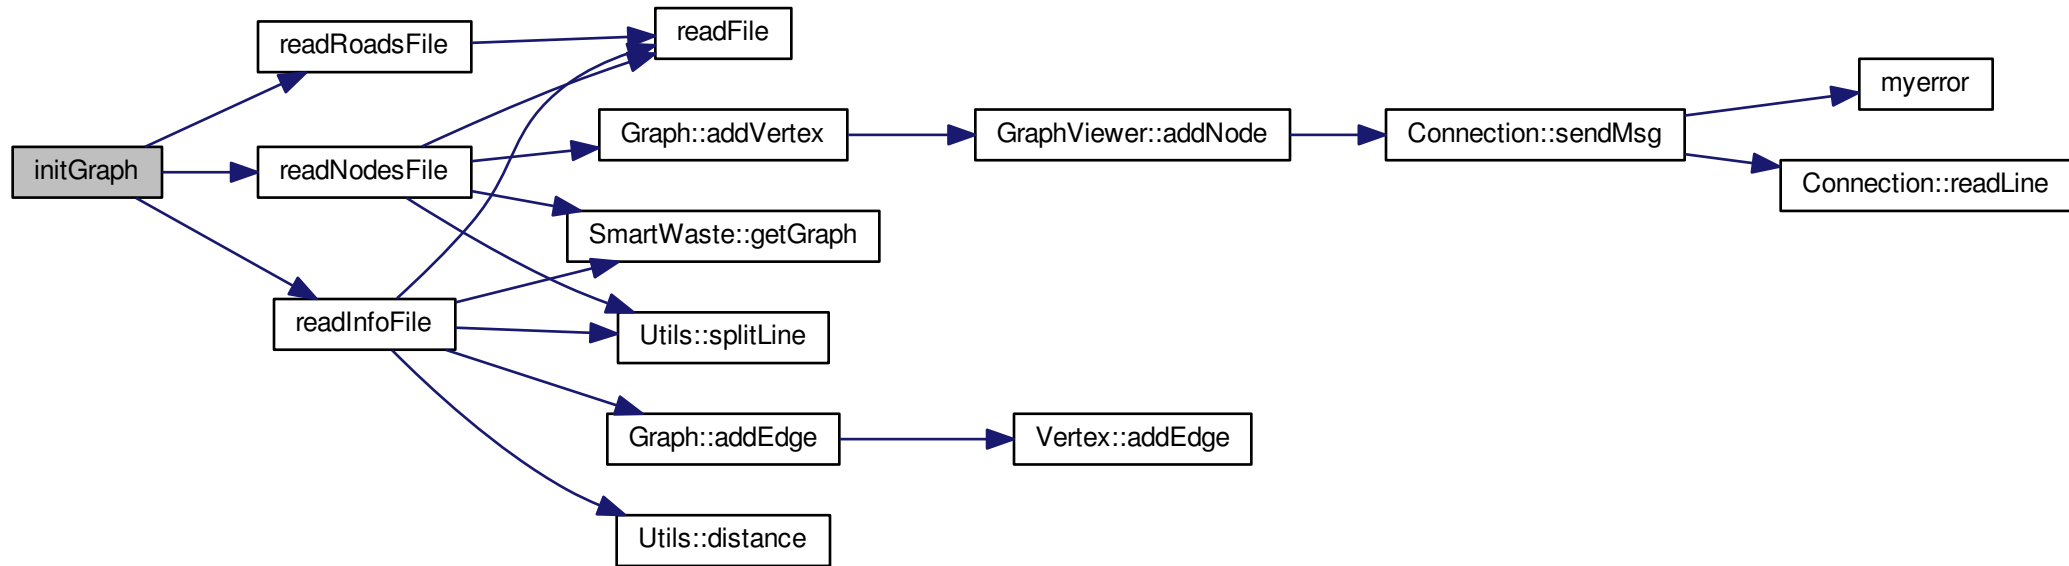 initGraph
readRoadsFile
readNodesFile
readInfoFile
readFile
Graph::addVertex
SmartWaste::getGraph
Utils::splitLine
Graph::addEdge
Utils::distance
GraphViewer::addNode
Vertex::addEdge
Connection::sendMsg
myerror
Connection::readLine